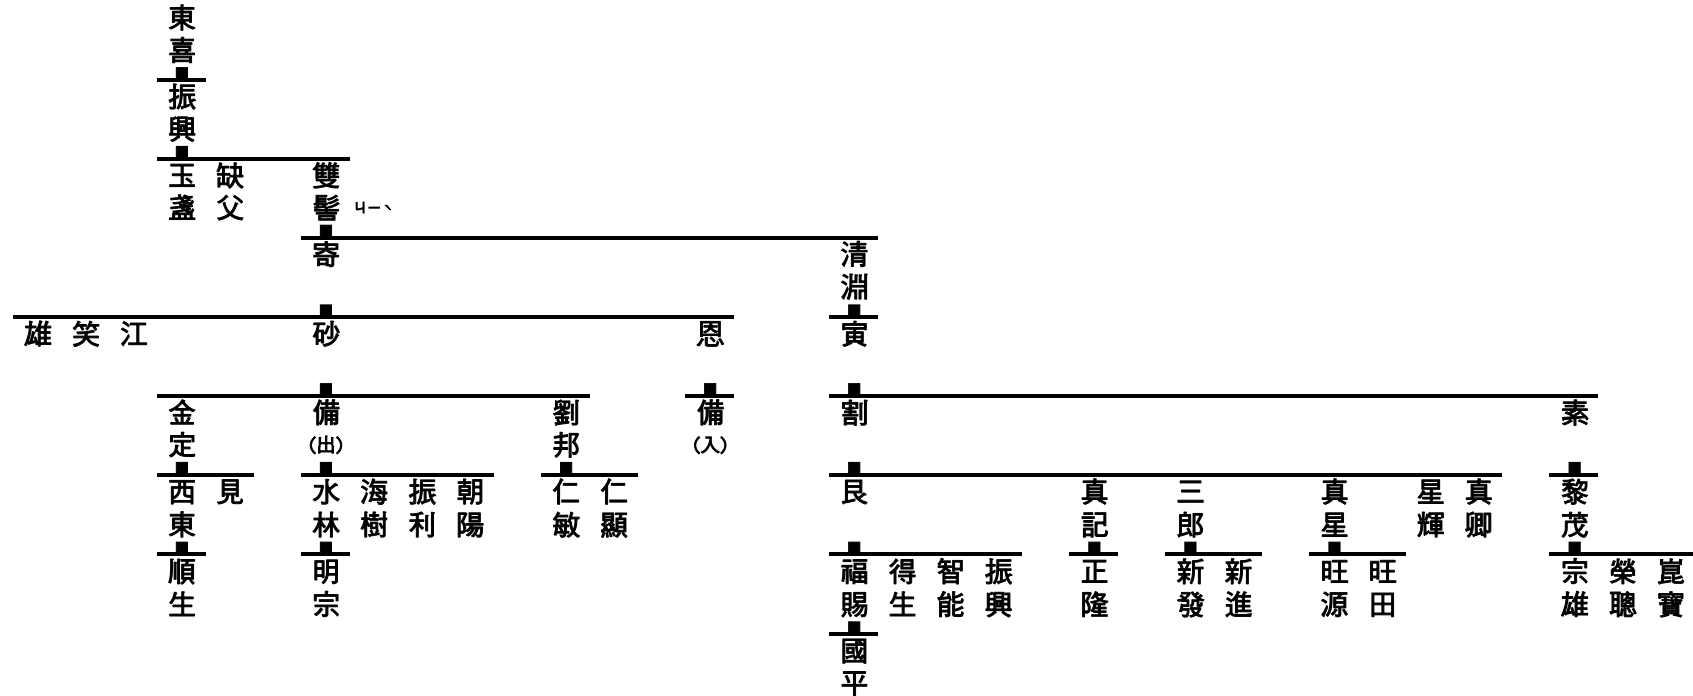 東喜
振興
玉盞
缺父
雙髻 ㄐㄧˋ
寄
清淵
雄
笑
江
砂
恩
寅
金定
備(出)
劉邦
備(入)
割
素
西東
見
水林
海樹
振利
朝陽
仁敏
仁顯
艮
真記
三郎
真星
星輝
真卿
黎茂
順生
明宗
福賜
得生
智能
振興
正隆
新發
新進
旺源
旺田
宗雄
榮聰
崑寶
國平